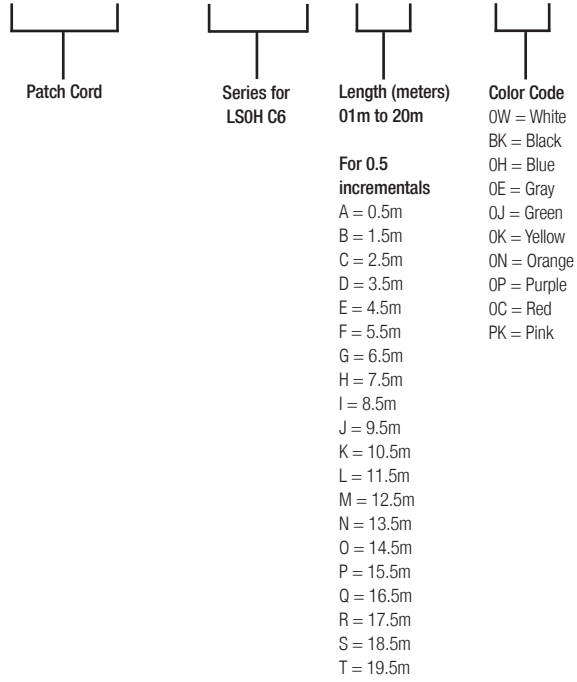 Patch Cord
Series for
LS0H C6
Length (meters)
01m to 20m
For 0.5
incrementals
A = 0.5m
B = 1.5m
C = 2.5m
D = 3.5m
E = 4.5m
F = 5.5m
G = 6.5m
H = 7.5m
I = 8.5m
J = 9.5m
K = 10.5m
L = 11.5m
M = 12.5m
N = 13.5m
O = 14.5m
P = 15.5m
Q = 16.5m
R = 17.5m
S = 18.5m
T = 19.5m
Color Code
0W = White
BK = Black
0H = Blue
0E = Gray
0J = Green
0K = Yellow
0N = Orange
0P = Purple
0C = Red
PK = Pink